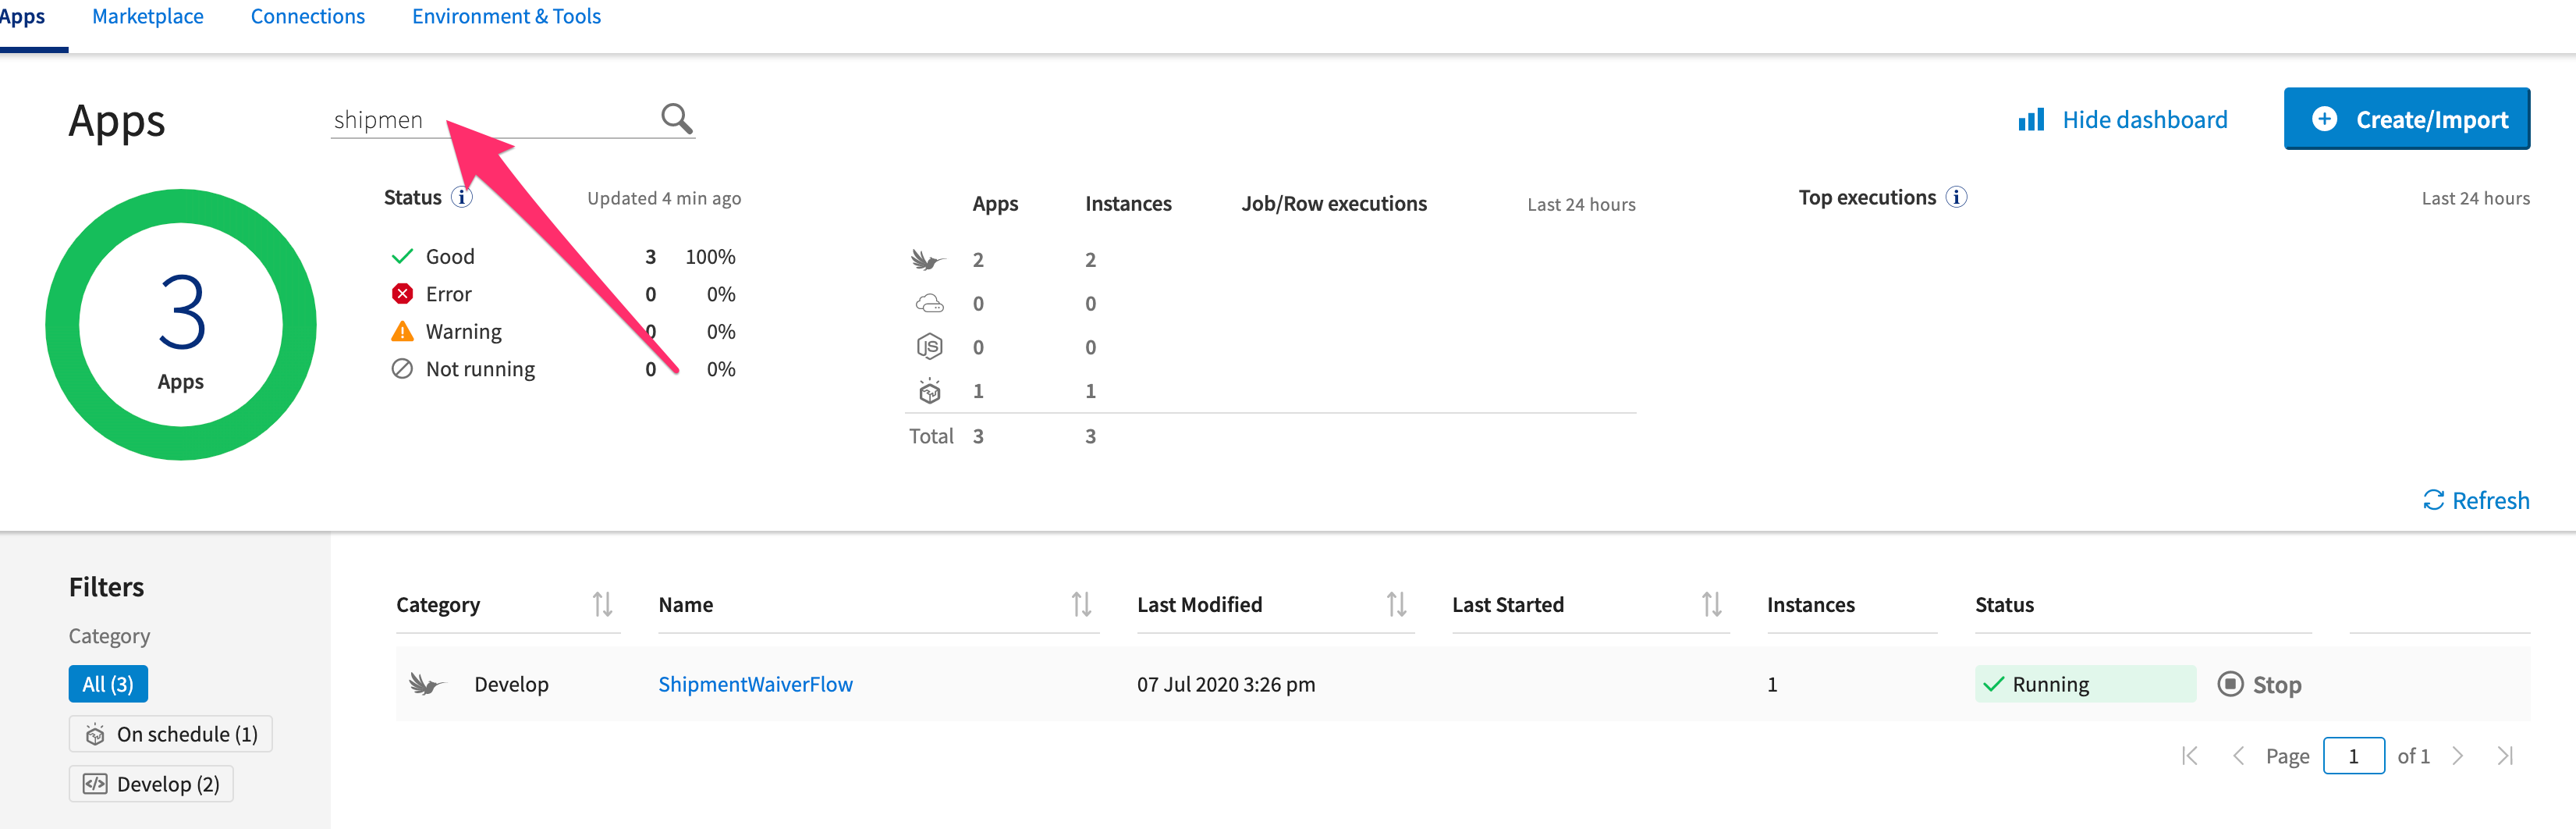 Apps Marketplace Connections Environment & Tools
Apps
shipmen
Hide dashboard
Create/Import
3
Apps
Status Updated 4 min ago
Good 3 100%
Error 0 0%
Warning 0 0%
Not running 0 0%
Apps Instances Job/Row executions Last 24 hours
2 2
0 0
JS 0 0
1 1
Total 3 3
Top executions Last 24 hours
Refresh
Filters
Category
All (3)
On schedule (1)
Develop (2)
Category Name Last Modified Last Started Instances Status
Develop ShipmentWaiverFlow 07 Jul 2020 3:26 pm 1 Running Stop
Page 1 of 1